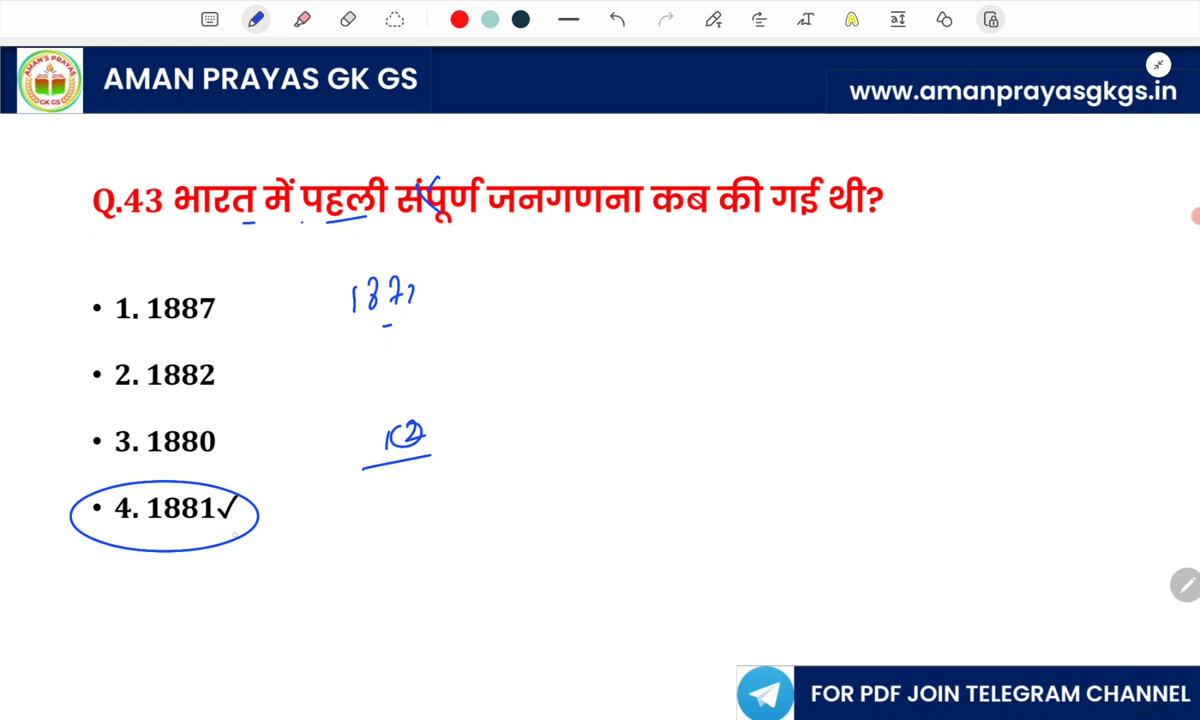 AMAN PRAYAS GK GS
www.amanprayasgkgs.in
Q.43 भारत में पहली संपूर्ण जनगणना कब की गई थी?
• 1. 1887
• 2. 1882
• 3. 1880
• 4. 1881✓
FOR PDF JOIN TELEGRAM CHANNEL